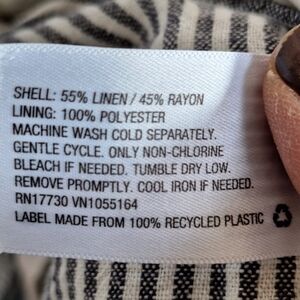 SHELL: 55% LINEN / 45% RAYON
LINING: 100% POLYESTER
MACHINE WASH COLD SEPARATELY.
GENTLE CYCLE. ONLY NON-CHLORINE
BLEACH IF NEEDED. TUMBLE DRY LOW.
REMOVE PROMPTLY. COOL IRON IF NEEDED.
RN17730 VN1055164
LABEL MADE FROM 100% RECYCLED PLASTIC